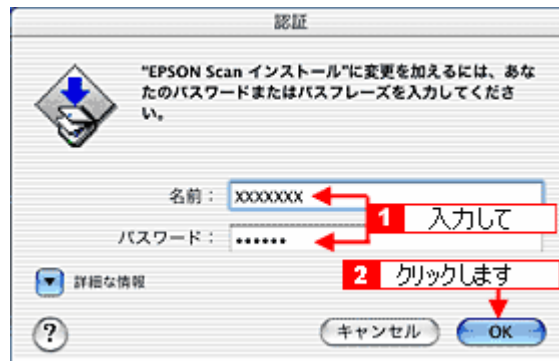 認証
"EPSON Scan インストール"に変更を加えるには、あな
たのパスワードまたはパスフレーズを入力してくださ
い。
名前： XXXXXXX
1 入力して
パスワード： ••••••
2 クリックします
詳細な情報
?
キャンセル
OK